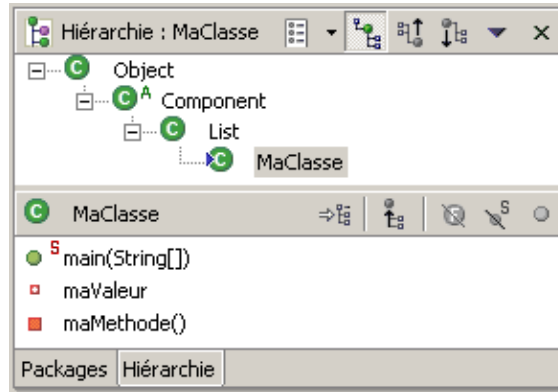 Hiérarchie : MaClasse
C Object
C A Component
C List
C MaClasse
C MaClasse
S
S main(String[])
maValeur
maMethode()
Packages Hiérarchie